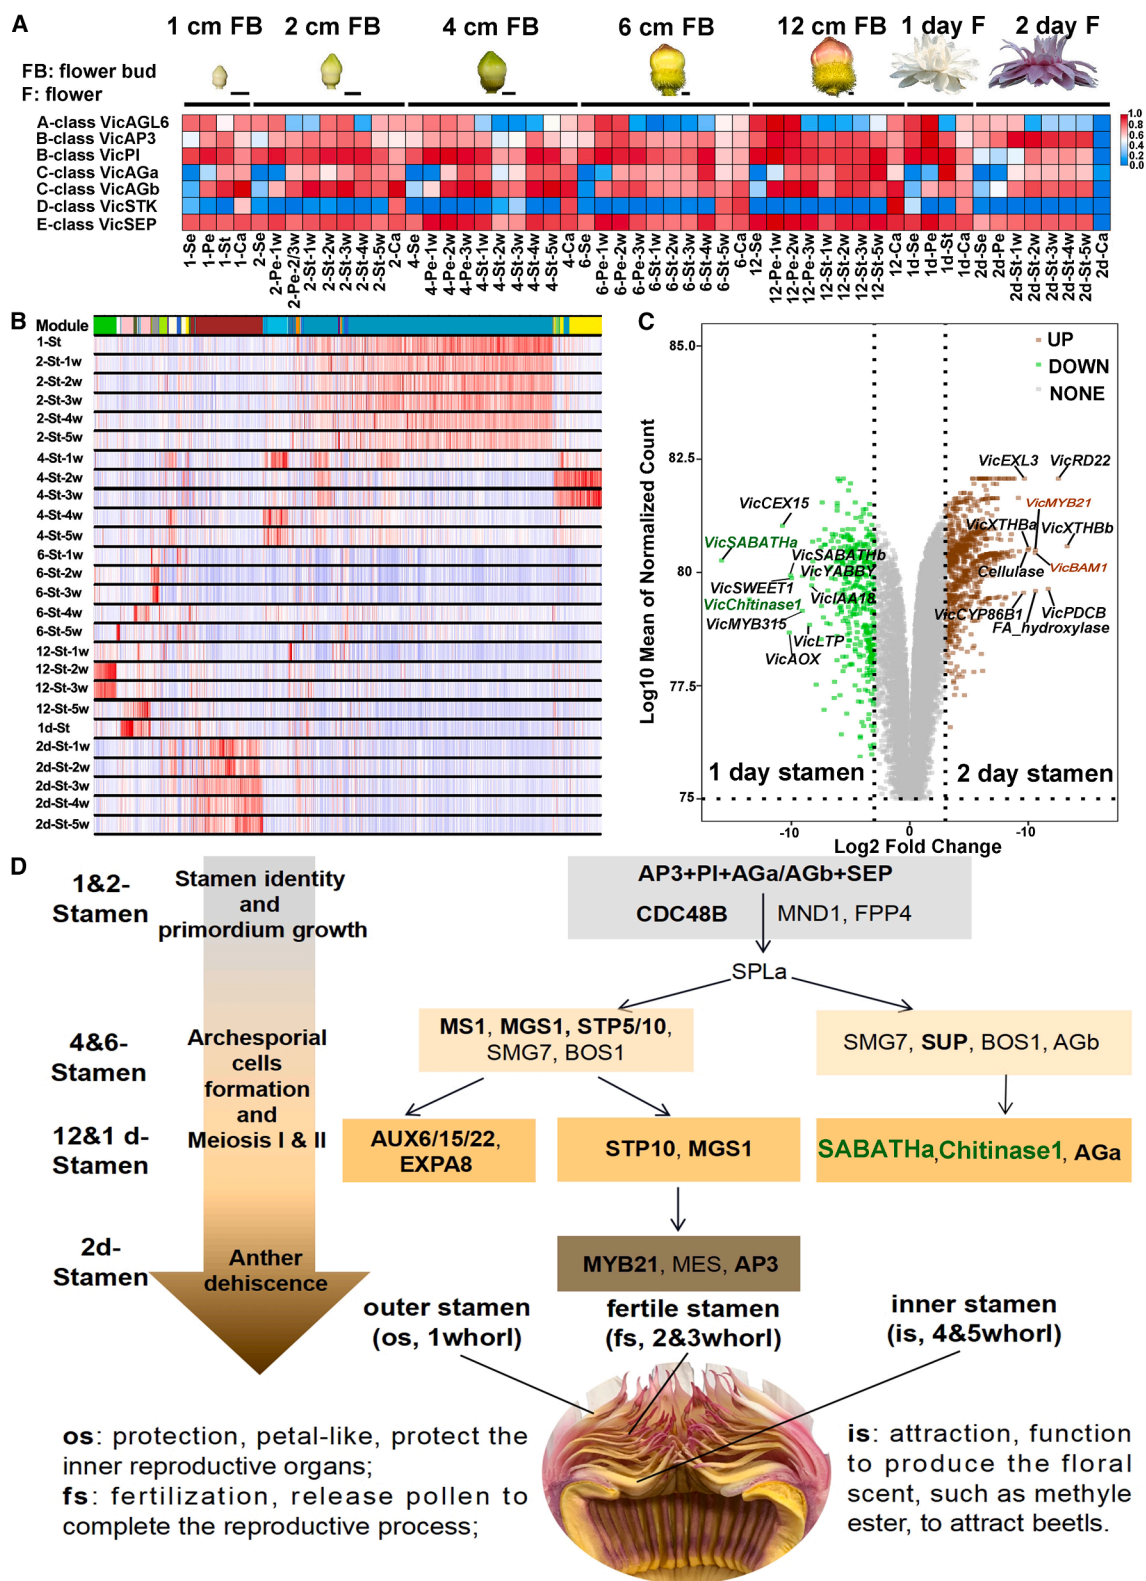 A
1 cm FB 2 cm FB 4 cm FB 6 cm FB 12 cm FB 1 day F 2 day F
FB: flower bud
F: flower
A-class VicAGL6
B-class VicAP3
B-class VicPI
C-class VicAGa
C-class VicAGb
D-class VicSTK
E-class VicSEP
1.0
0.8
0.6
0.4
0.2
0.0
1-Se
1-Pe
1-St
1-Ca
2-Se
2-Pe-1w
2-Pe-2/3w
2-St-1w
2-St-2w
2-St-3w
2-St-4w
2-St-5w
2-Ca
4-Se
4-Pe-1w
4-Pe-2w
4-Pe-3w
4-St-1w
4-St-2w
4-St-3w
4-St-4w
4-St-5w
4-Ca
6-Se
6-Pe-1w
6-Pe-2w
6-Pe-3w
6-St-1w
6-St-2w
6-St-3w
6-St-4w
6-St-5w
6-Ca
12-Se
12-Pe-1w
12-Pe-2w
12-Pe-3w
12-St-1w
12-St-2w
12-St-3w
12-St-5w
12-Ca
1d-Se
1d-Pe
1d-St
1d-Ca
2d-Se
2d-Pe
2d-St-1w
2d-St-2w
2d-St-3w
2d-St-4w
2d-St-5w
2d-Ca
B
Module
1-St
2-St-1w
2-St-2w
2-St-3w
2-St-4w
2-St-5w
4-St-1w
4-St-2w
4-St-3w
4-St-4w
4-St-5w
6-St-1w
6-St-2w
6-St-3w
6-St-4w
6-St-5w
12-St-1w
12-St-2w
12-St-3w
12-St-5w
1d-St
2d-St-1w
2d-St-2w
2d-St-3w
2d-St-4w
2d-St-5w
C
Log10 Mean of Normalized Count
85.0
82.5
80
77.5
75
UP
DOWN
NONE
VicEXL3 VicRD22
VicCEX15
VicMYB21
VicXTHBa VicXTHBb
VicSABATHa
VicSABATHb
VicYABBY
Cellulase VicBAM1
VicSWEET1
VicIAA18
VicChitinase1
VicCYP86B1 VicPDCB
VicMYB315
FA_hydroxylase
VicLTP
VicAOX
1 day stamen 2 day stamen
-10 0 -10
Log2 Fold Change
D
1&2-
Stamen
Stamen identity
and
primordium growth
AP3+PI+AGa/AGb+SEP
CDC48B MND1, FPP4
SPLa
4&6-
Stamen
Archesporial
cells
formation
and
Meiosis I & II
MS1, MGS1, STP5/10,
SMG7, BOS1
SMG7, SUP, BOS1, AGb
12&1 d-
Stamen
AUX6/15/22,
EXPA8
STP10, MGS1
SABATHa, Chitinase1, AGa
2d-
Stamen
Anther
dehiscence
MYB21, MES, AP3
outer stamen
(os, 1whorl)
fertile stamen
(fs, 2&3whorl)
inner stamen
(is, 4&5whorl)
os: protection, petal-like, protect the
inner reproductive organs;
fs: fertilization, release pollen to
complete the reproductive process;
is: attraction, function
to produce the floral
scent, such as methyle
ester, to attract beetls.